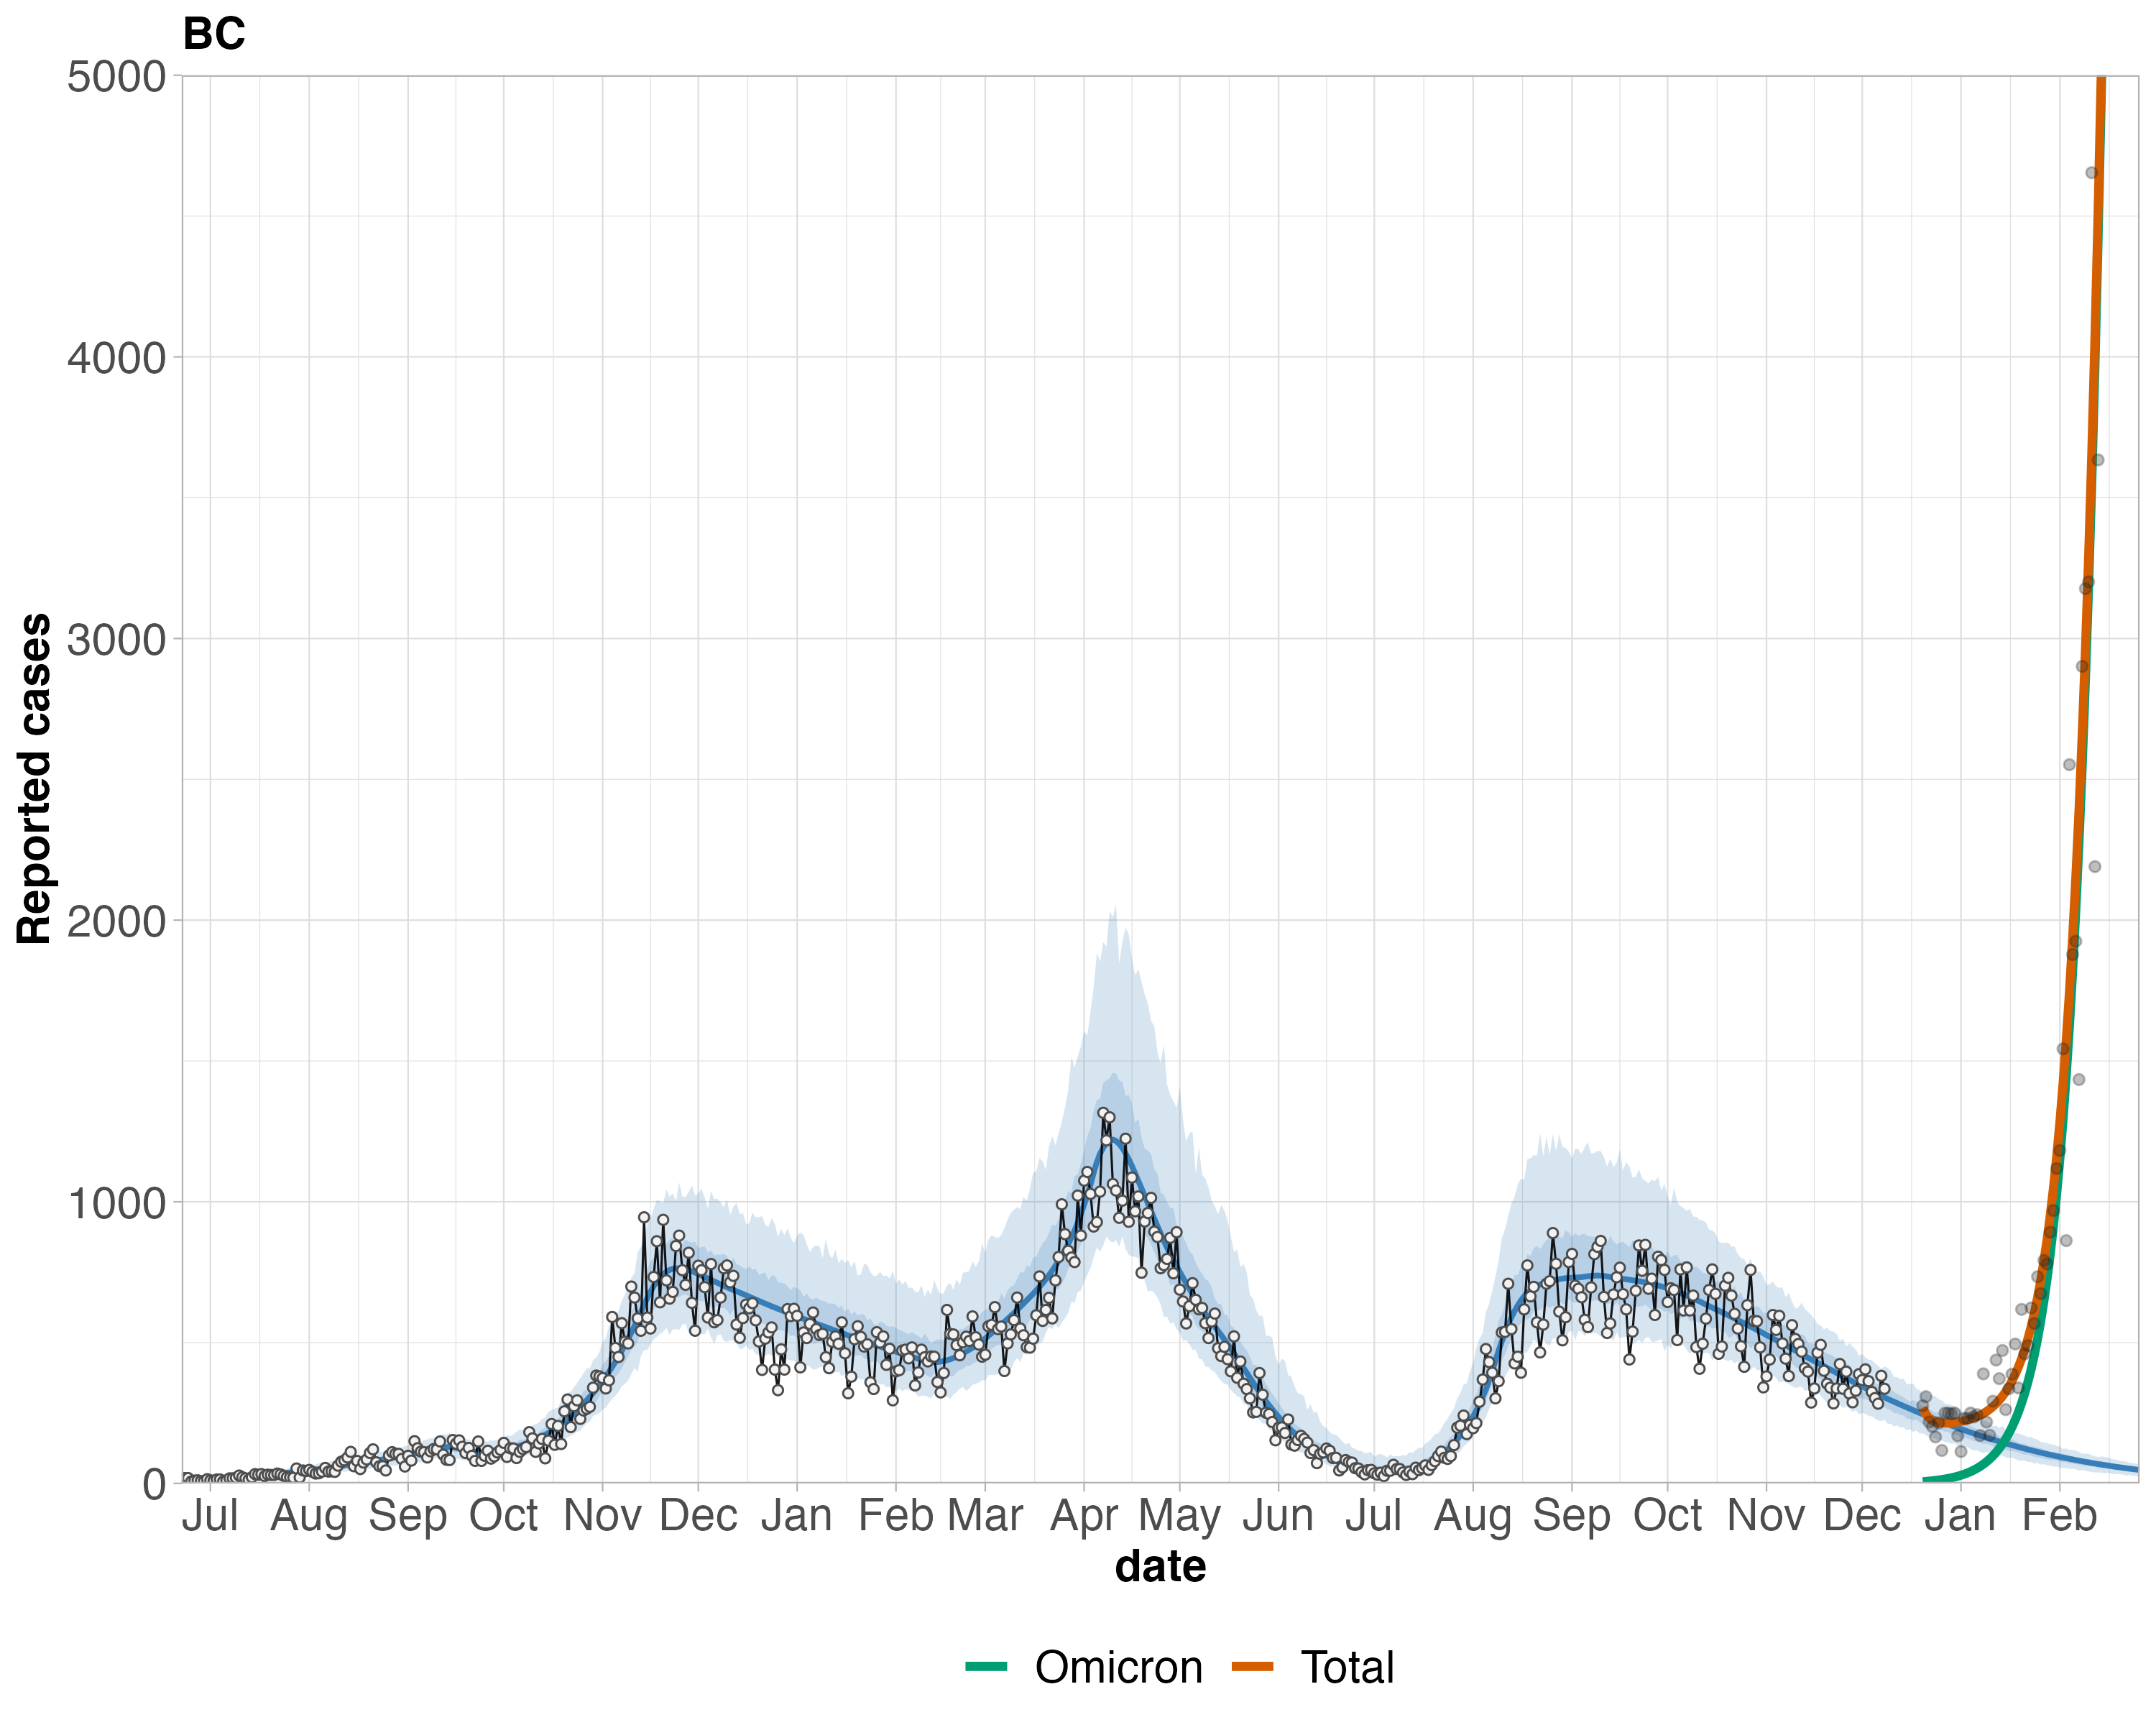 BC
5000
4000
3000
2000
1000
0
Reported cases
Jul Aug Sep Oct Nov Dec Jan Feb Mar Apr May Jun Jul Aug Sep Oct Nov Dec Jan Feb
date
Omicron Total